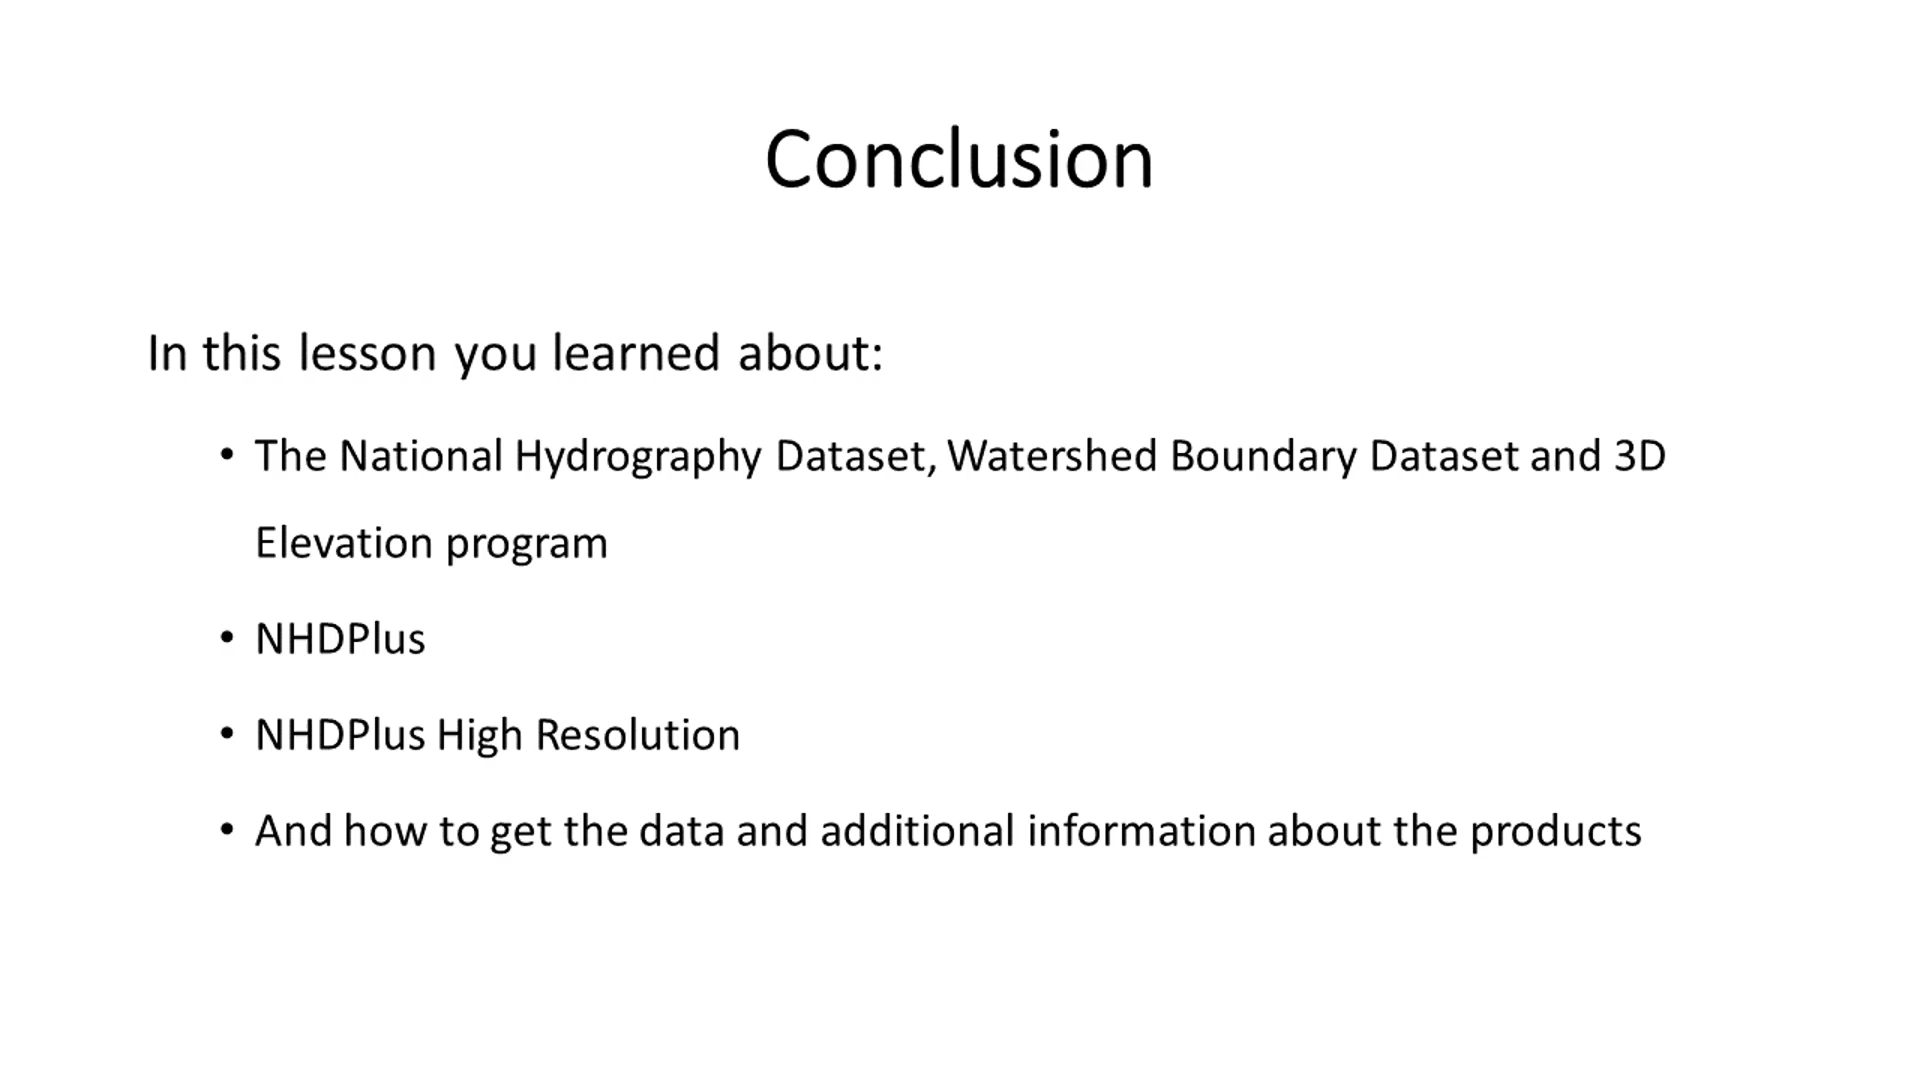 Conclusion
In this lesson you learned about:
• The National Hydrography Dataset, Watershed Boundary Dataset and 3D
Elevation program
• NHDPlus
• NHDPlus High Resolution
• And how to get the data and additional information about the products